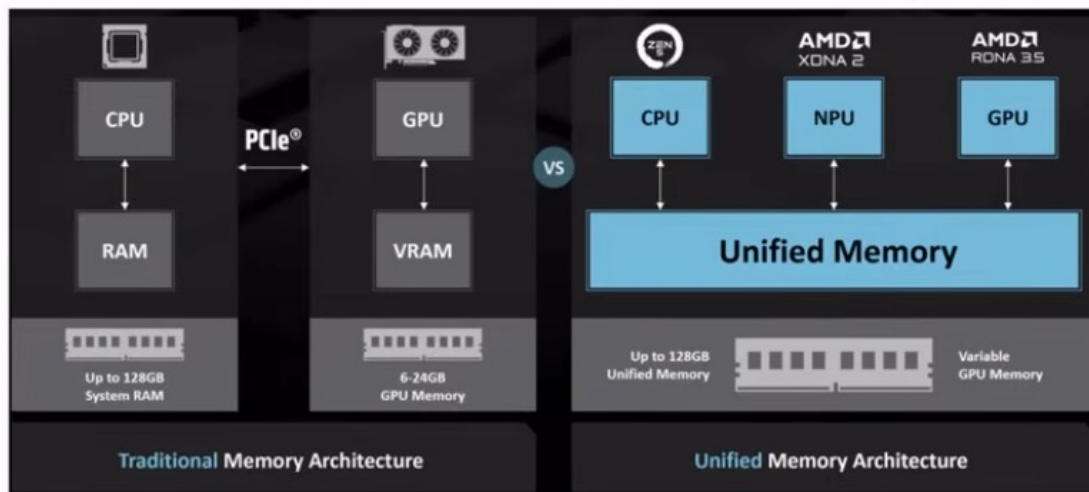 CPU
PCIe®
RAM
Up to 128GB
System RAM
GPU
VRAM
6-24GB
GPU Memory
Traditional Memory Architecture
VS
ZEN
5
AMD
XDNA 2
AMD
RDNA 3.5
CPU
NPU
GPU
Unified Memory
Up to 128GB
Unified Memory
Variable
GPU Memory
Unified Memory Architecture